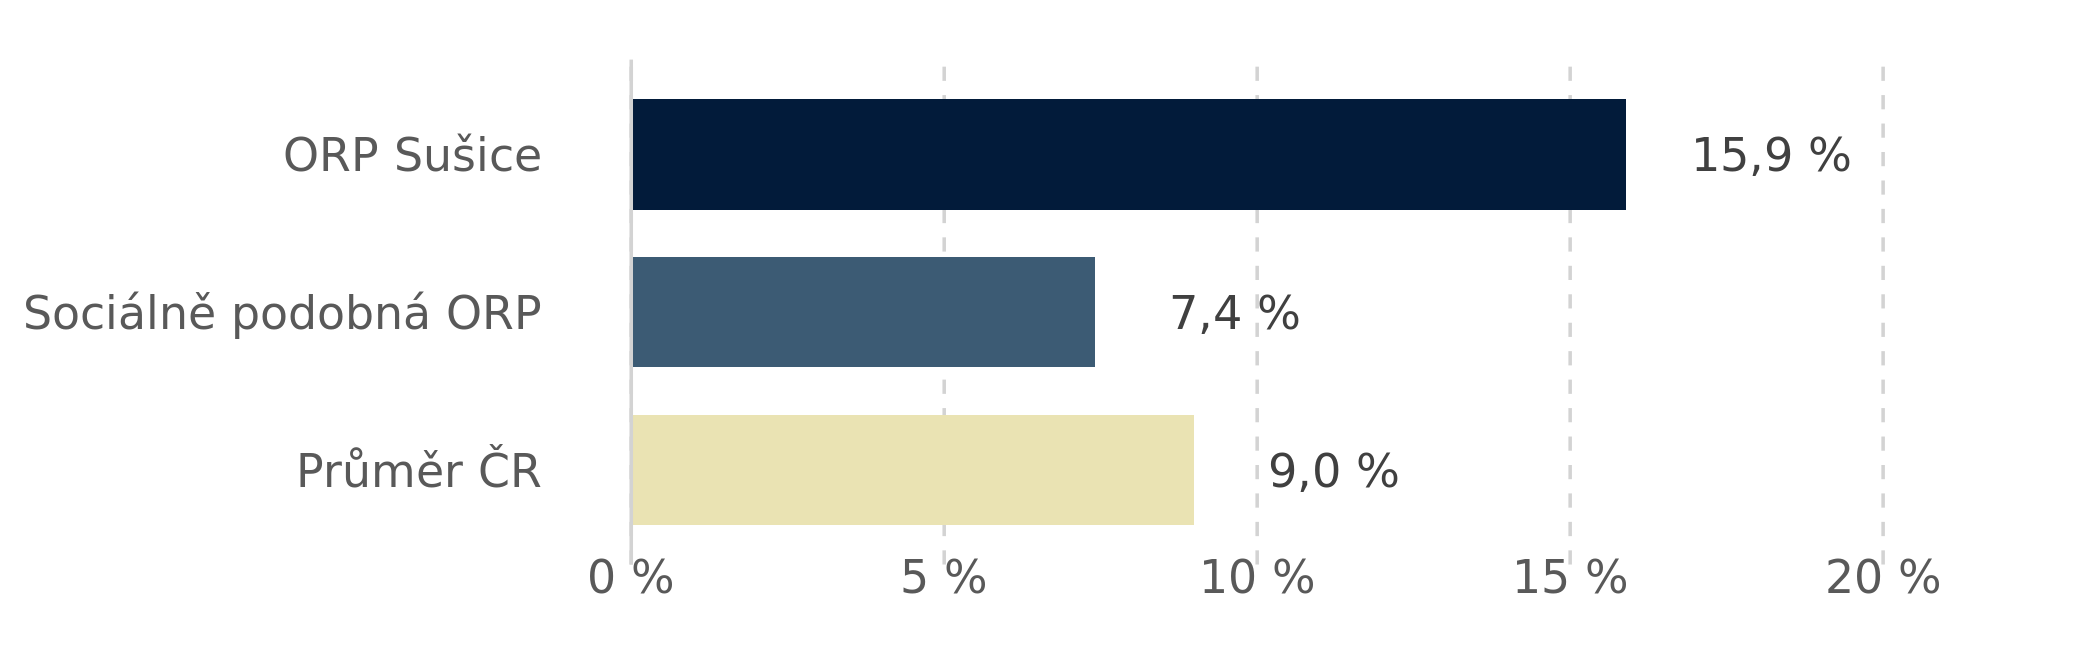 ORP Sušice
15,9 %
Sociálně podobná ORP
7,4 %
Průměr ČR
9,0 %
0 % 5 % 10 % 15 % 20 %